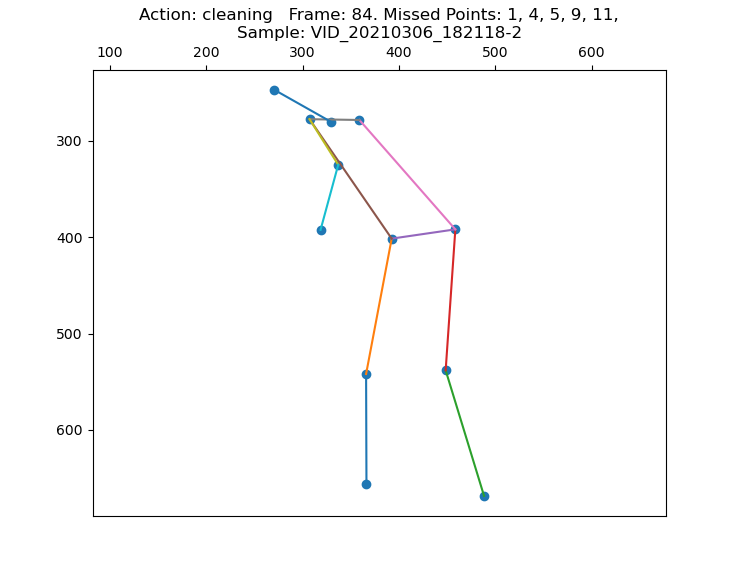 Action: cleaning   Frame: 84. Missed Points: 1, 4, 5, 9, 11,
Sample: VID_20210306_182118-2
100 200 300 400 500 600
300
400
500
600